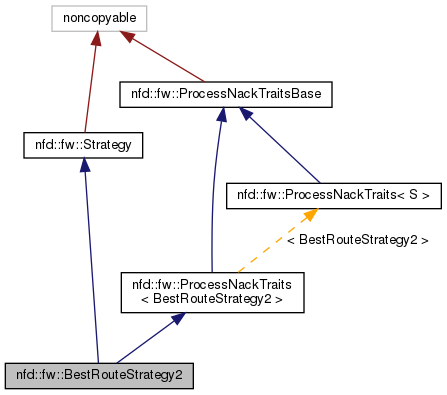 noncopyable
nfd::fw::ProcessNackTraitsBase
nfd::fw::Strategy
nfd::fw::ProcessNackTraits< S >
< BestRouteStrategy2 >
nfd::fw::ProcessNackTraits
< BestRouteStrategy2 >
nfd::fw::BestRouteStrategy2